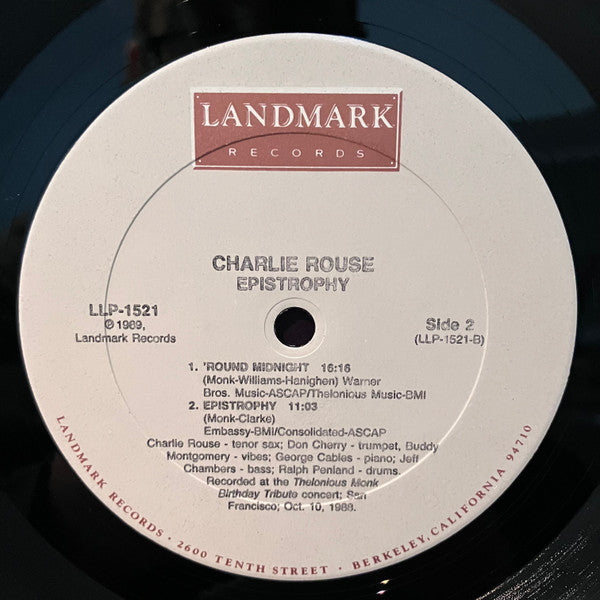 LANDMARK
RECORDS
CHARLIE ROUSE
EPISTROPHY
LLP-1521
℗ 1989,
Landmark Records
Side 2
(LLP-1521-B)
1. 'ROUND MIDNIGHT 16:16
(Monk-Williams-Hanighen) Warner
Bros. Music-ASCAP/Thelonious Music-BMI
2. EPISTROPHY 11:03
(Monk-Clarke)
Embassy-BMI/Consolidated-ASCAP
Charlie Rouse - tenor sax; Don Cherry - trumpet, Buddy
Montgomery - vibes; George Cables - piano; Jeff
Chambers - bass; Ralph Penland - drums.
Recorded at the Thelonious Monk
Birthday Tribute concert; San
Francisco; Oct. 10, 1988.
LANDMARK RECORDS • 2600 TENTH STREET • BERKELEY, CALIFORNIA 94710